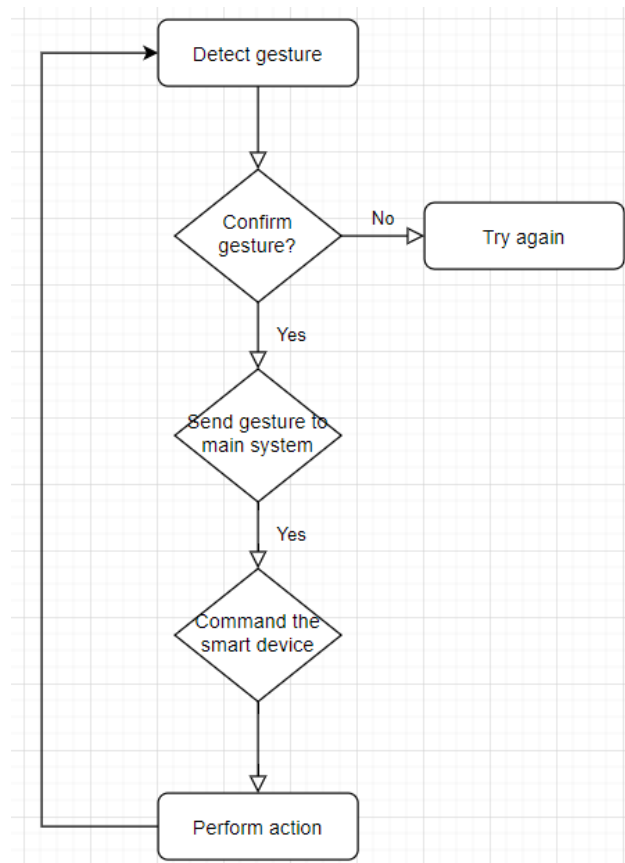 Detect gesture
Confirm
gesture?
No
Try again
Yes
Send gesture to
main system
Yes
Command the
smart device
Perform action